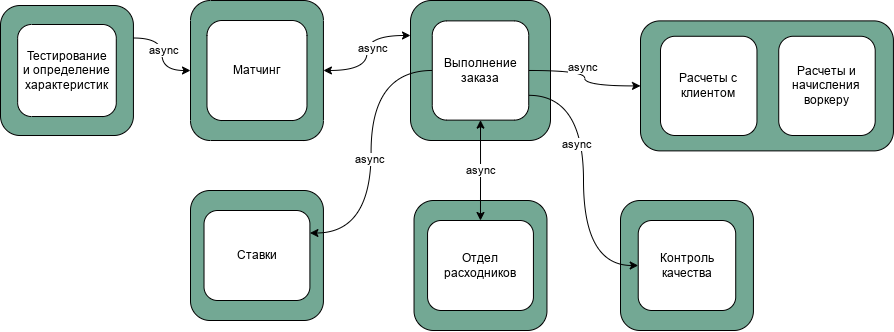 Тестирование
и определение
характеристик
async
Матчинг
async
Выполнение
заказа
async
Расчеты с
клиентом
Расчеты и
начисления
воркеру
async
async
async
Ставки
Отдел
расходников
Контроль
качества